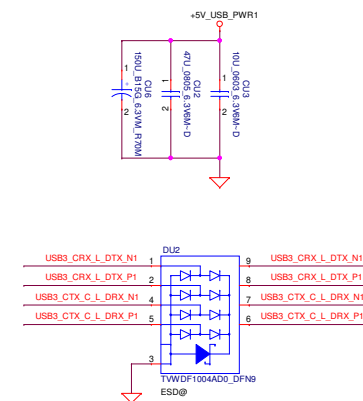 +5V_USB_PWR1
1
2
CU6
150U_B15G_6.3VM_R70M
1
2
CU2
47U_0805_6.3V6M~D
1
2
CU3
10U_0603_6.3V6M~D
DU2
USB3_CRX_L_DTX_N1 1 9 USB3_CRX_L_DTX_N1
USB3_CRX_L_DTX_P1 2 8 USB3_CRX_L_DTX_P1
USB3_CTX_C_L_DRX_N1 4 7 USB3_CTX_C_L_DRX_N1
USB3_CTX_C_L_DRX_P1 5 6 USB3_CTX_C_L_DRX_P1
3
TVWDF1004AD0_DFN9
ESD@